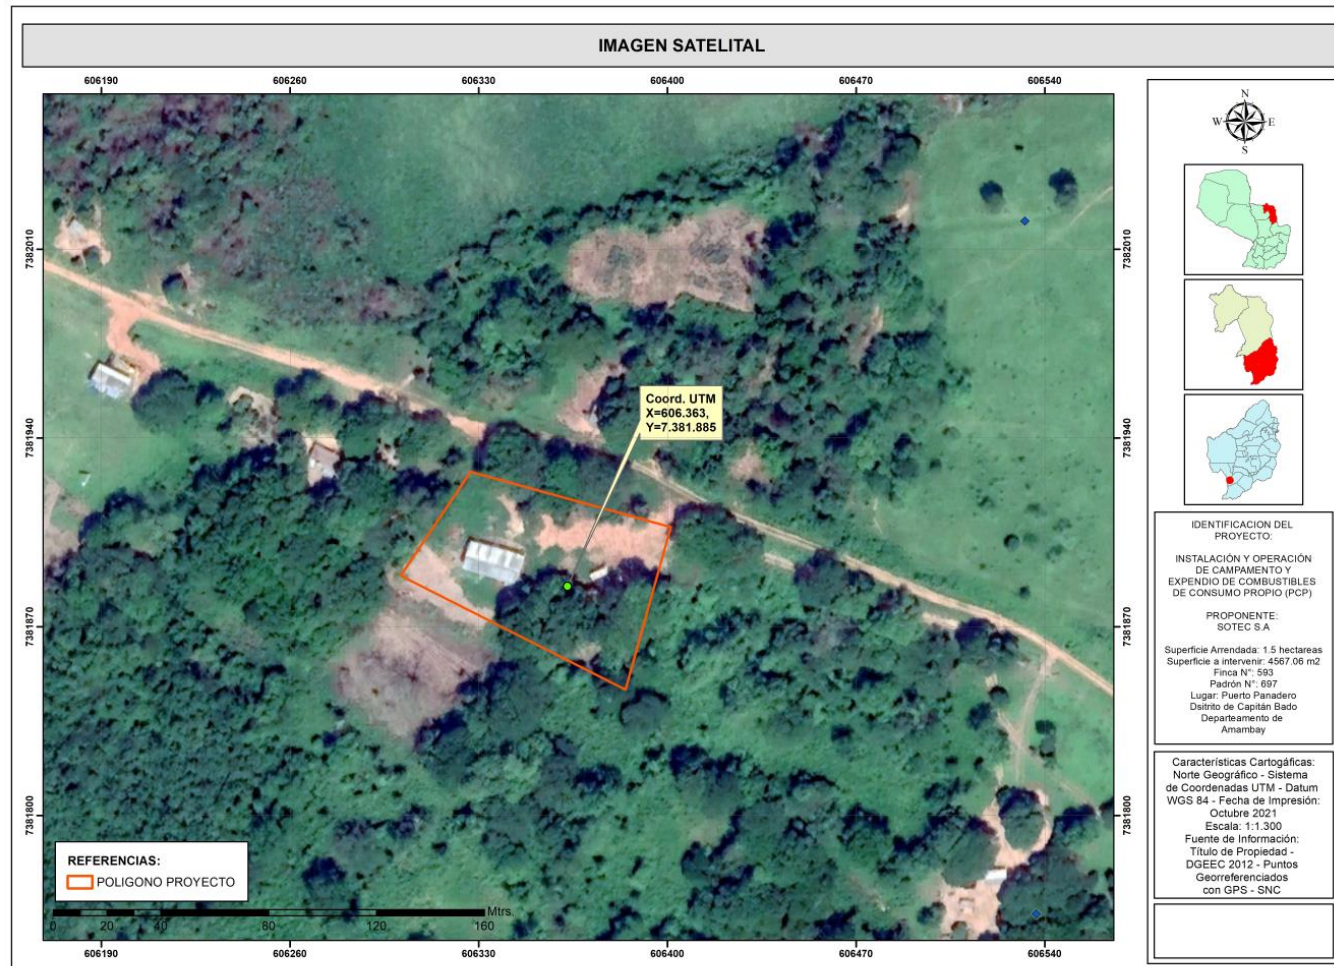 IMAGEN SATELITAL
606190 606260 606330 606400 606470 606540
N
W E
S
7382010 7382010
Coord. UTM
X=606.363,
Y=7.381.885
7381940 7381940
IDENTIFICACION DEL
PROYECTO:
INSTALACIÓN Y OPERACIÓN
DE CAMPAMENTO Y
EXPENDIO DE COMBUSTIBLES
DE CONSUMO PROPIO (PCP)
PROPONENTE:
SOTEC S.A
Superficie Arrendada: 1.5 hectareas
Superficie a intervenir: 4567.06 m2
Finca N°: 593
Padrón N°: 697
Lugar: Puerto Panadero
Dsitrito de Capitán Bado
Departeamento de
Amambay
7381870 7381870
Características Cartogáficas:
Norte Geográfico - Sistema
de Coordenadas UTM - Datum
WGS 84 - Fecha de Impresión:
Octubre 2021
Escala: 1:1.300
Fuente de Información:
Título de Propiedad -
DGEEC 2012 - Puntos
Georreferenciados
con GPS - SNC
7381800 7381800
REFERENCIAS:
POLIGONO PROYECTO
Mtrs.
0 20 40 80 120 160
606190 606260 606330 606400 606470 606540